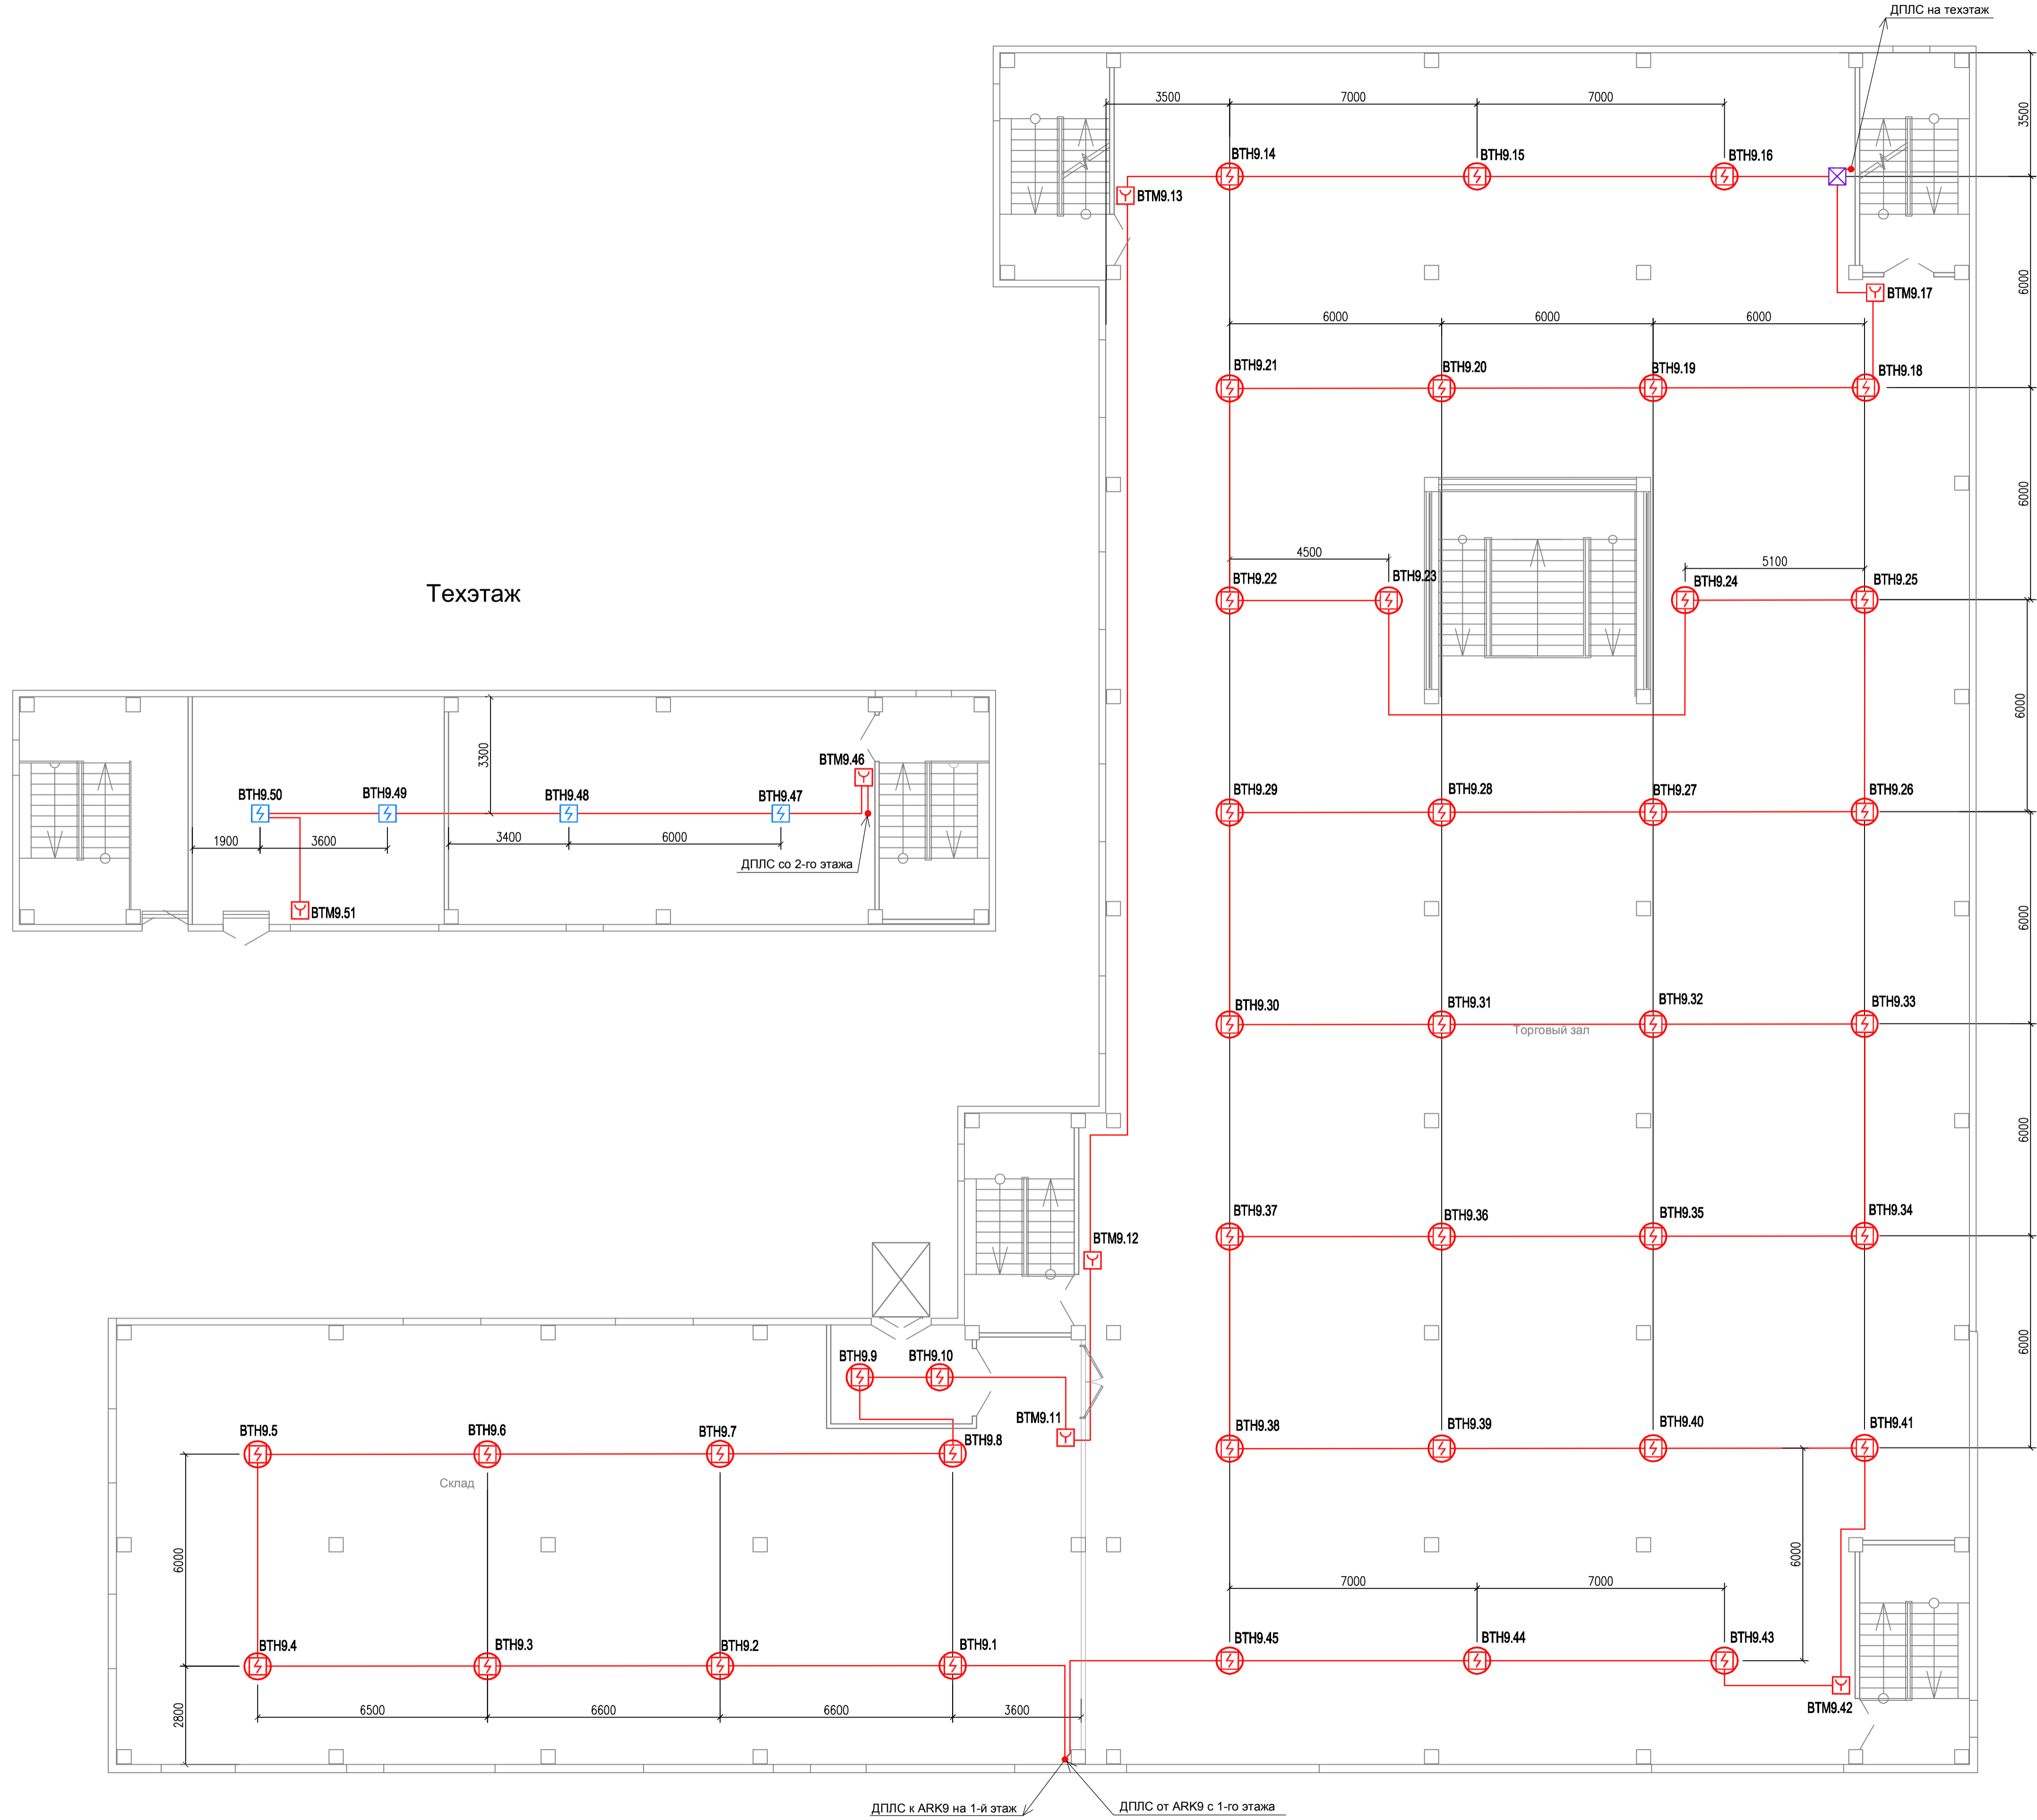 ДПЛС на техэтаж
3500
7000
7000
3500
BTH9.14
BTH9.15
BTH9.16
BTM9.13
6000
BTM9.17
6000
6000
6000
BTH9.21
BTH9.20
BTH9.19
BTH9.18
6000
4500
5100
BTH9.22
BTH9.23
BTH9.24
BTH9.25
Техэтаж
6000
3300
BTM9.46
BTH9.50
BTH9.49
BTH9.48
BTH9.47
1900
3600
3400
6000
ДПЛС со 2-го этажа
BTM9.51
BTH9.29
BTH9.28
BTH9.27
BTH9.26
6000
BTH9.30
BTH9.31
BTH9.32
BTH9.33
Торговый зал
6000
BTH9.37
BTH9.36
BTH9.35
BTH9.34
BTM9.12
6000
BTH9.9
BTH9.10
BTM9.11
BTH9.5
BTH9.6
BTH9.7
BTH9.8
BTH9.38
BTH9.39
BTH9.40
BTH9.41
Склад
6000
6000
7000
7000
BTH9.4
BTH9.3
BTH9.2
BTH9.1
BTH9.45
BTH9.44
BTH9.43
2800
6500
6600
6600
3600
BTM9.42
ДПЛС к ARK9 на 1-й этаж
ДПЛС от ARK9 с 1-го этажа